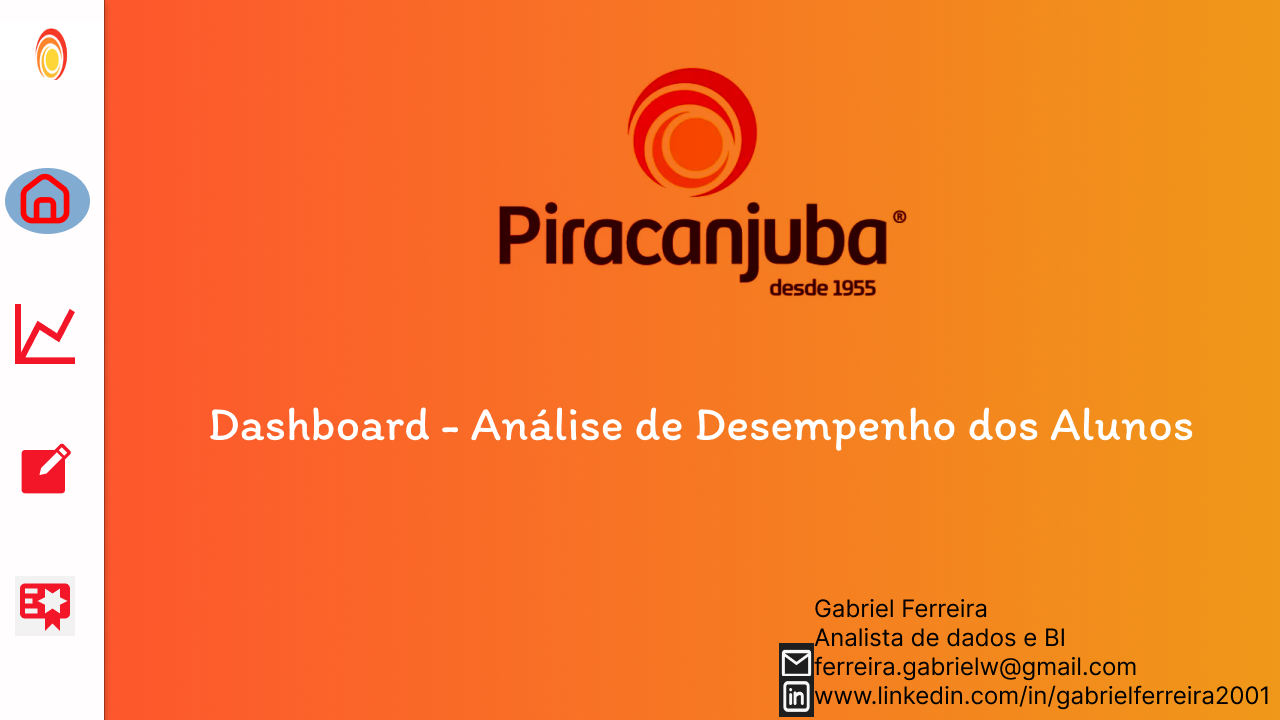 Piracanjuba®
desde 1955
Dashboard - Análise de Desempenho dos Alunos
Gabriel Ferreira
Analista de dados e BI
ferreira.gabrielw@gmail.com
in www.linkedin.com/in/gabrielferreira2001